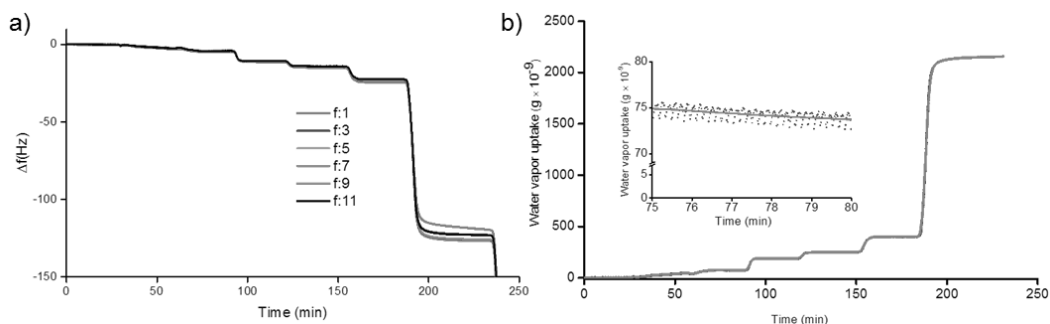 a)
0
-50
-100
-150
Δf(Hz)
f:1
f:3
f:5
f:7
f:9
f:11
0 50 100 150 200 250
Time (min)
b)
2500
2000
1500
1000
500
0
Water vapor uptake (g × 10⁻⁹)
80
75
70
5
0
Water vapor uptake (g × 10⁻⁹)
75 76 77 78 79 80
Time (min)
0 50 100 150 200 250
Time (min)